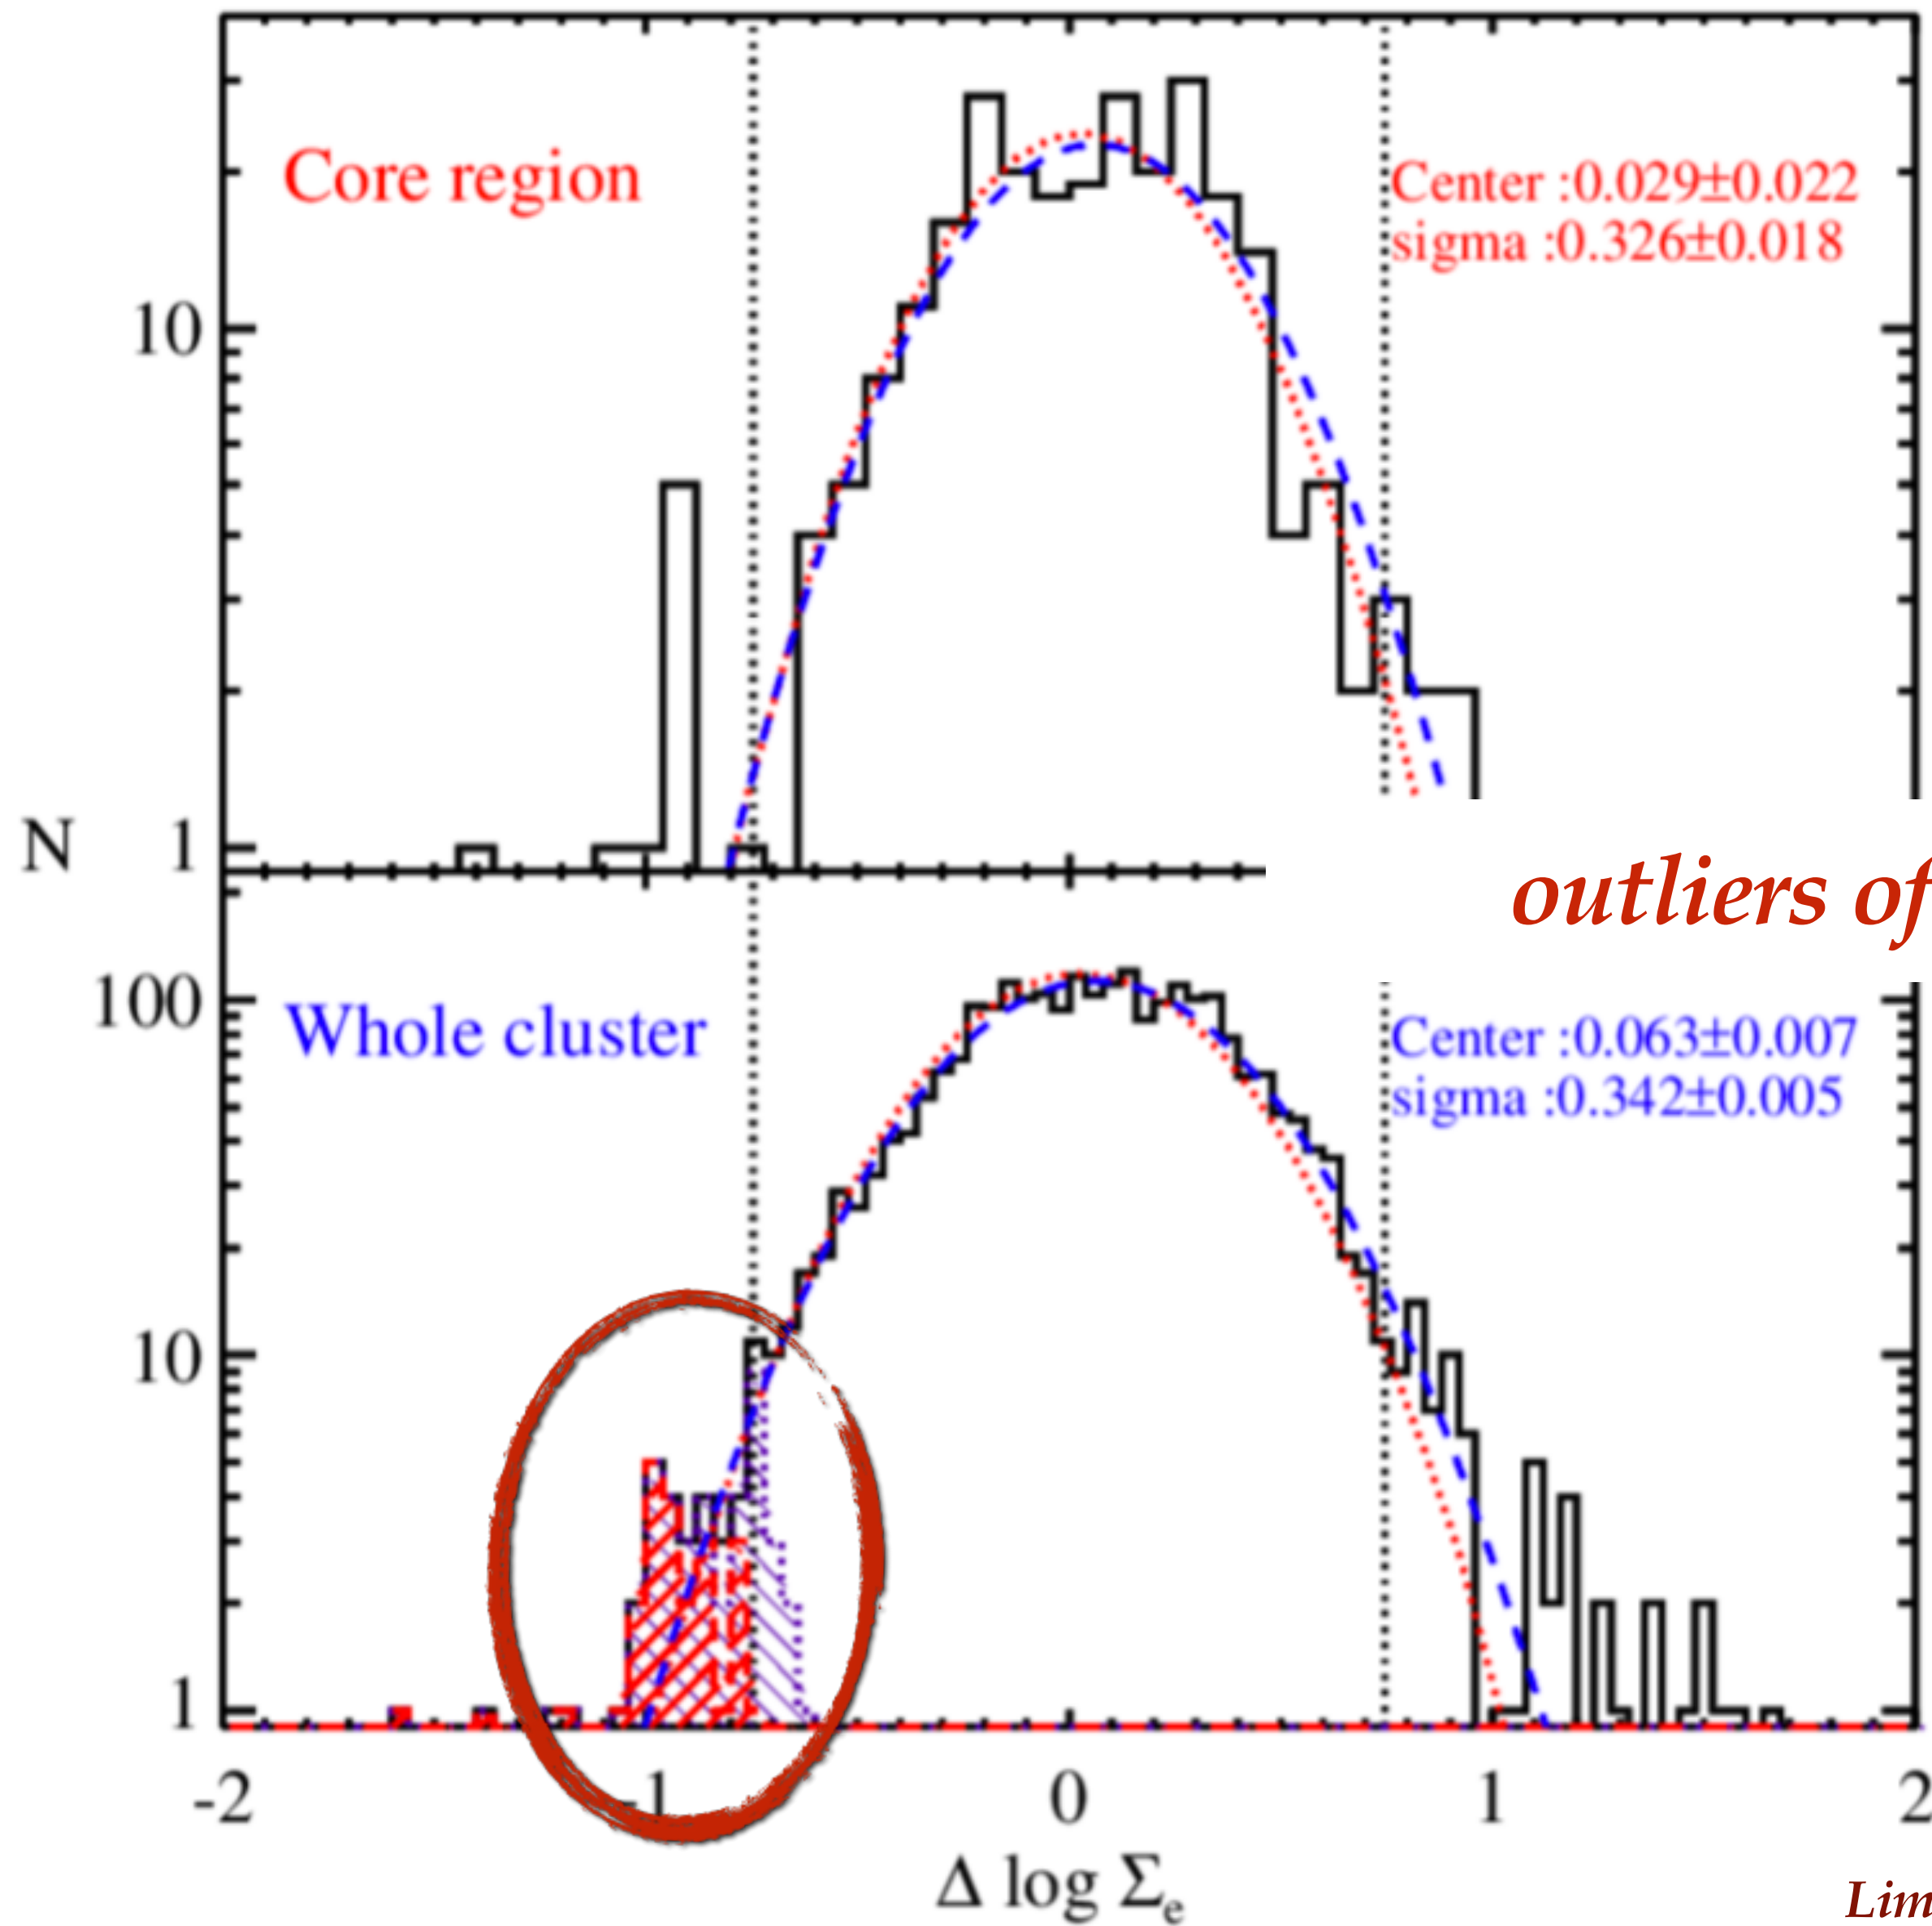 Core region
Center :0.029±0.022
sigma :0.326±0.018
10
N
1
outliers of
100
Whole cluster
Center :0.063±0.007
sigma :0.342±0.005
10
1
-2
-1
0
1
2
Δ log Σe
Lim